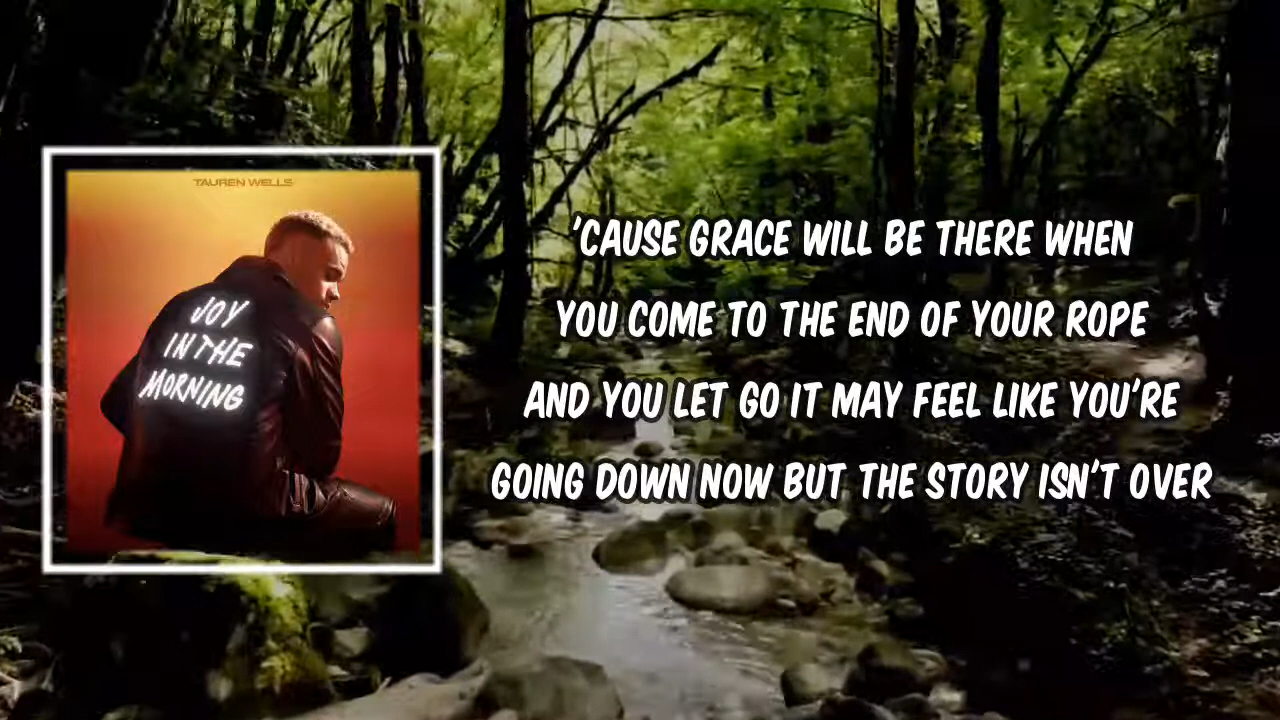 TAUREN WELLS
JOY
IN THE
MORNING
'CAUSE GRACE WILL BE THERE WHEN
YOU COME TO THE END OF YOUR ROPE
AND YOU LET GO IT MAY FEEL LIKE YOU'RE
GOING DOWN NOW BUT THE STORY ISN'T OVER